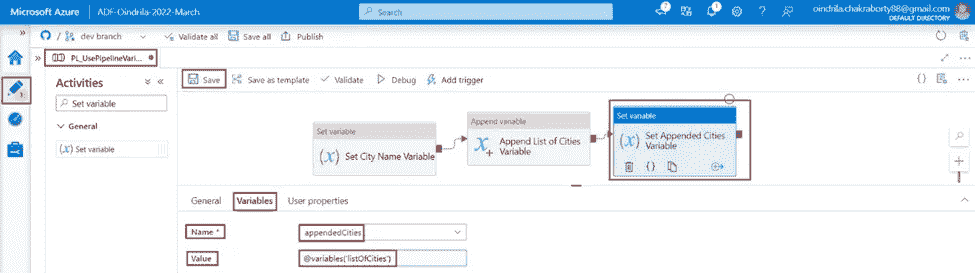 Microsoft Azure | ADF-Oindrila-2022-March
Search
7
1
oindrila.chakraborty88@gmail.com
DEFAULT DIRECTORY
dev branch
Validate all
Save all
Publish
PL_UsePipelineVari...
Activities
Set variable
General
(x) Set variable
Save
Save as template
Validate
Debug
Add trigger
Set variable
(x) Set City Name Variable
Append variable
Append List of Cities
Variable
Set variable
(x) Set Appended Cities
Variable
General
Variables
User properties
Name *
appendedCities
Value
@variables('listOfCities')